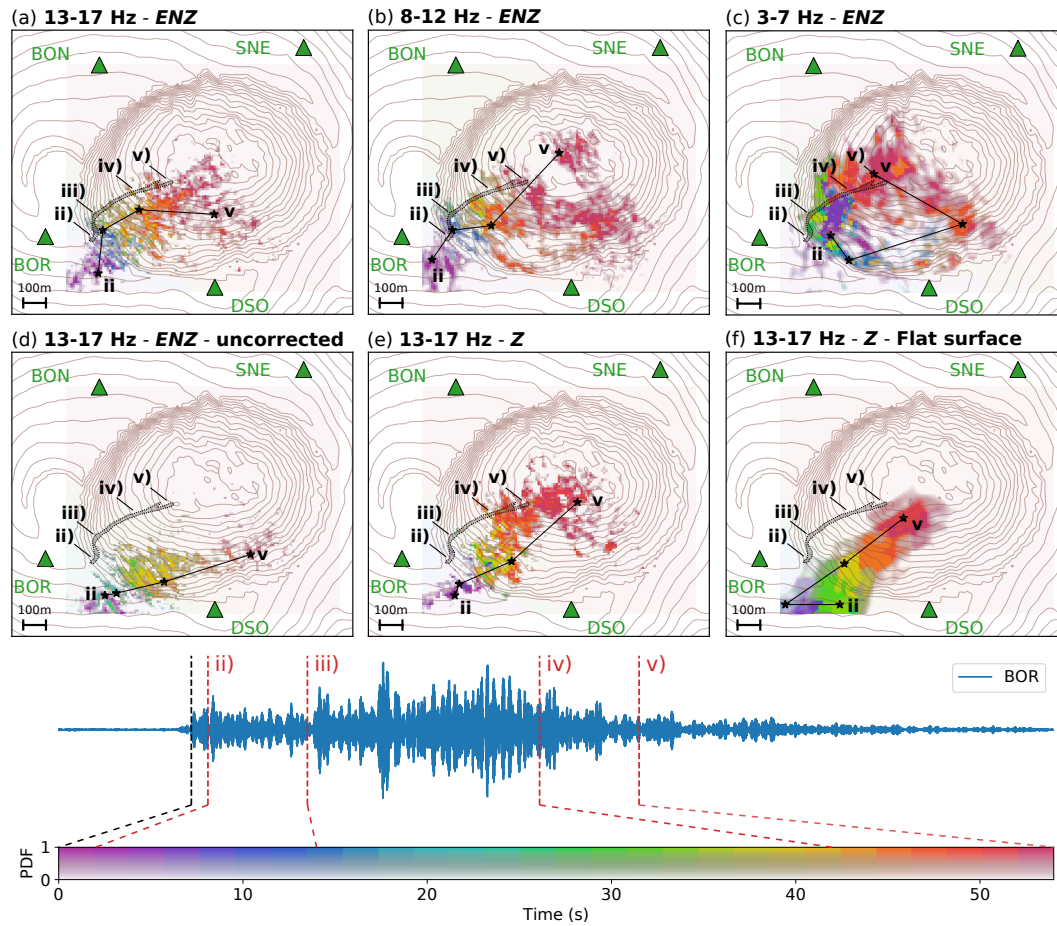 (a) 13-17 Hz - ENZ
(b) 8-12 Hz - ENZ
(c) 3-7 Hz - ENZ
BON
SNE
iv)
v)
iii)
ii)
v
BOR
ii
100m
DSO
BON
SNE
iv)
v)
iii)
ii)
v
BOR
ii
100m
DSO
BON
SNE
iv)
v)
iii)
ii)
v
BOR
ii
100m
DSO
(d) 13-17 Hz - ENZ - uncorrected
(e) 13-17 Hz - Z
(f) 13-17 Hz - Z - Flat surface
BON
SNE
iv)
v)
iii)
ii)
v
BOR
ii
100m
DSO
BON
SNE
iv)
v)
iii)
ii)
v
BOR
ii
100m
DSO
BON
SNE
iv)
v)
iii)
ii)
v
BOR
ii
100m
DSO
ii)
iii)
iv)
v)
BOR
PDF
1
0
0
10
20
30
40
50
Time (s)